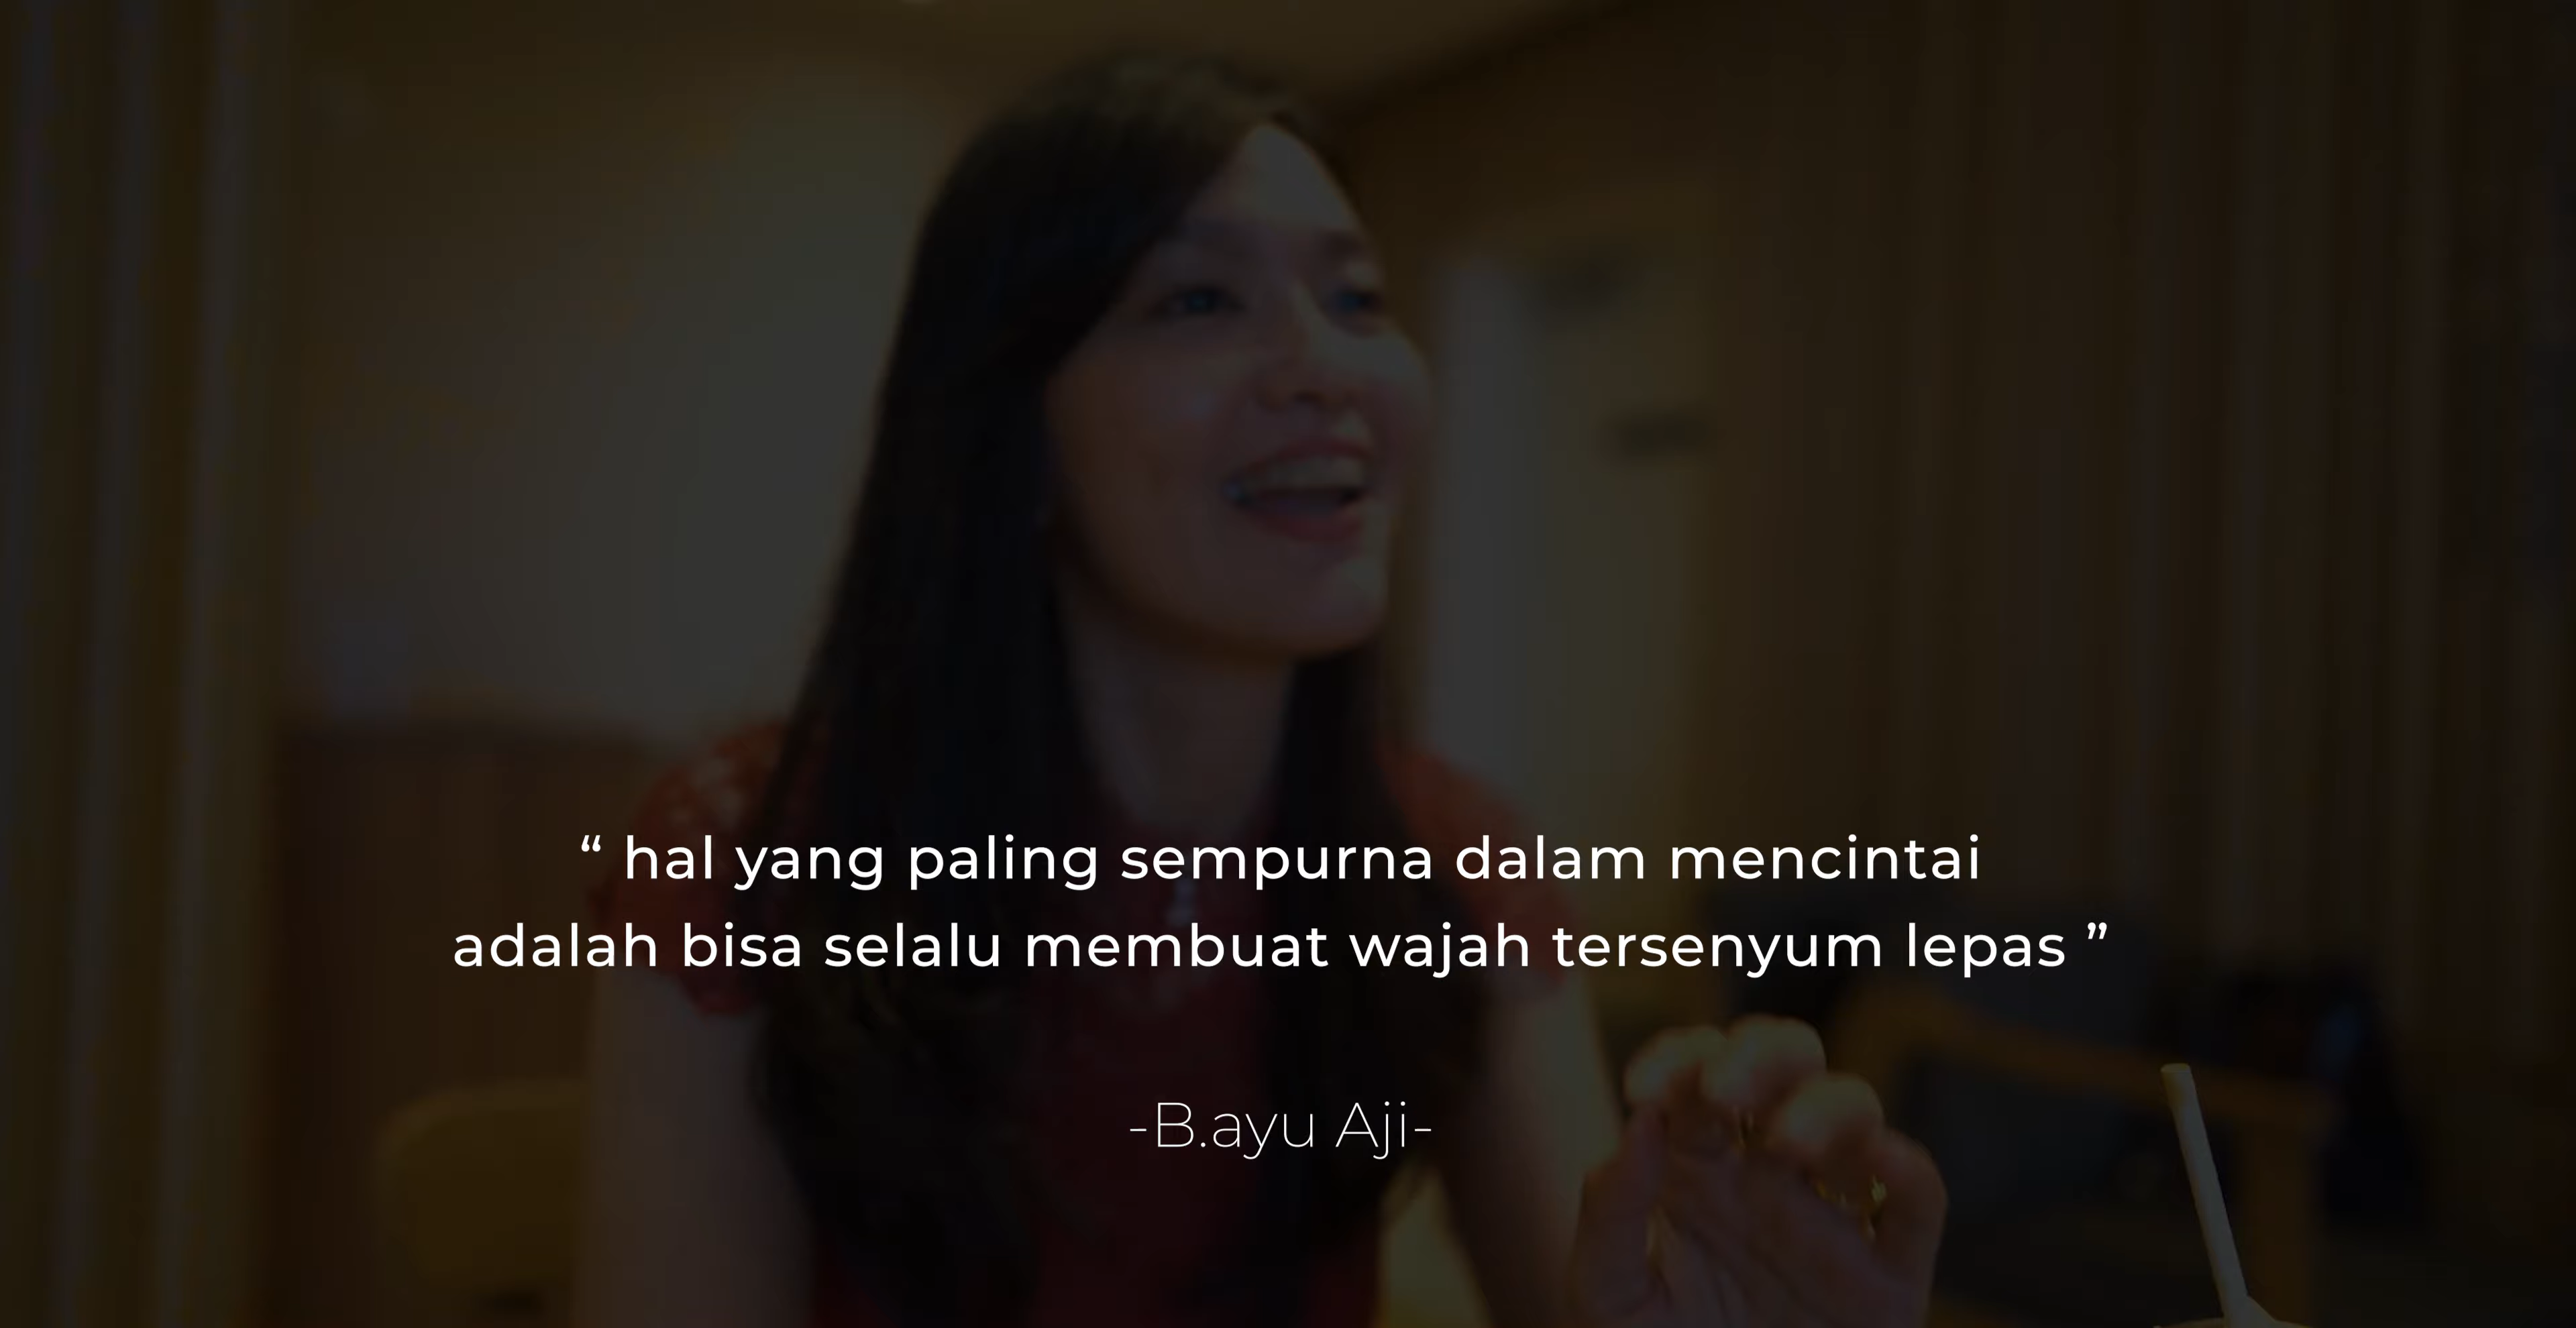 “ hal yang paling sempurna dalam mencintai
adalah bisa selalu membuat wajah tersenyum lepas ”
-B.ayu Aji-